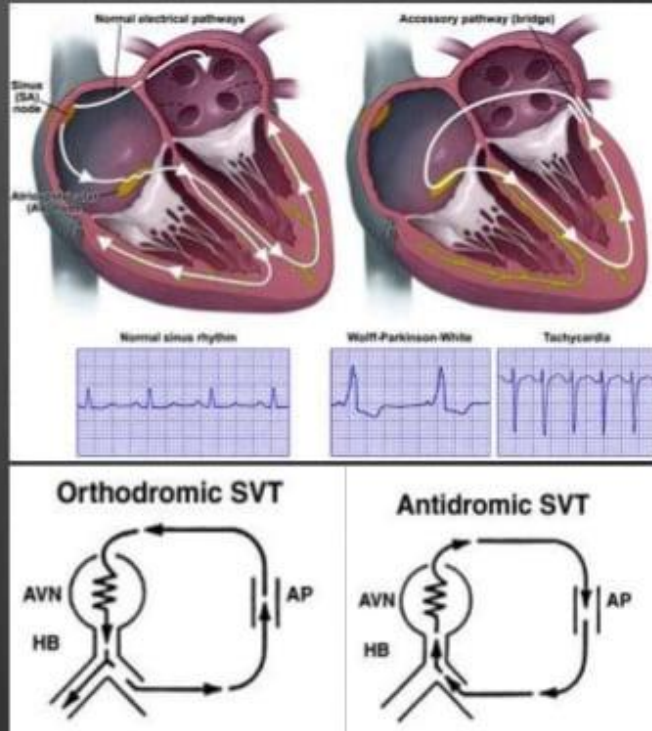 Normal electrical pathways
Accessory pathway (bridge)
Sinus
(SA)
node
Normal sinus rhythm
Wolff-Parkinson-White
Tachycardia
Orthodromic SVT
AVN
HB
AP
Antidromic SVT
AVN
HB
AP